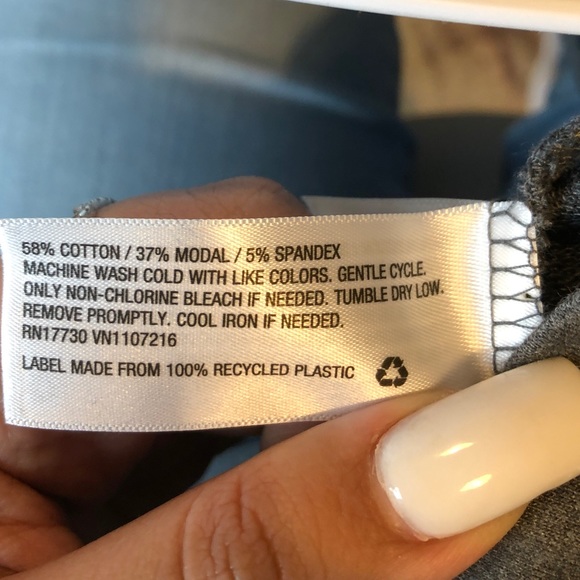 58% COTTON / 37% MODAL / 5% SPANDEX
MACHINE WASH COLD WITH LIKE COLORS. GENTLE CYCLE.
ONLY NON-CHLORINE BLEACH IF NEEDED. TUMBLE DRY LOW.
REMOVE PROMPTLY. COOL IRON IF NEEDED.
RN17730 VN1107216
LABEL MADE FROM 100% RECYCLED PLASTIC